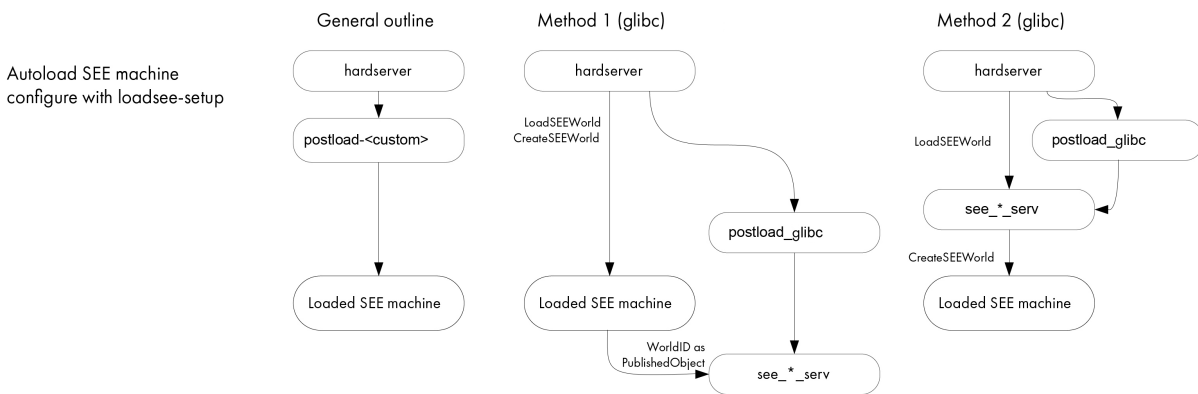 General outline
Method 1 (glibc)
Method 2 (glibc)
Autoload SEE machine
configure with loadsee-setup
hardserver
postload-<custom>
Loaded SEE machine
hardserver
LoadSEEWorld
CreateSEEWorld
postload_glibc
Loaded SEE machine
WorldID as
PublishedObject
see_*_serv
hardserver
LoadSEEWorld
postload_glibc
see_*_serv
CreateSEEWorld
Loaded SEE machine